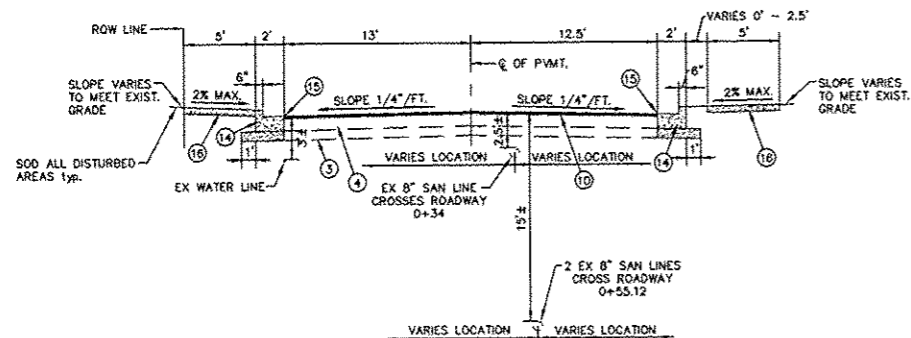 ROW LINE
VARIES 0' - 2.5'
5'
2'
13'
12.5'
2'
5'
℄ OF PVMT.
6"
15
15
6"
SLOPE VARIES
TO MEET EXIST.
GRADE
2% MAX.
SLOPE 1/4"/FT.
SLOPE 1/4"/FT.
2% MAX.
SLOPE VARIES
TO MEET EXIST.
GRADE
14
3'±
2.5'±
14
16
16
SOD ALL DISTURBED
AREAS typ.
1'
3
4
10
1'
VARIES LOCATION
VARIES LOCATION
EX WATER LINE
EX 8" SAN LINE
CROSSES ROADWAY
0+34
15'±
2 EX 8" SAN LINES
CROSS ROADWAY
0+55.12
VARIES LOCATION
VARIES LOCATION